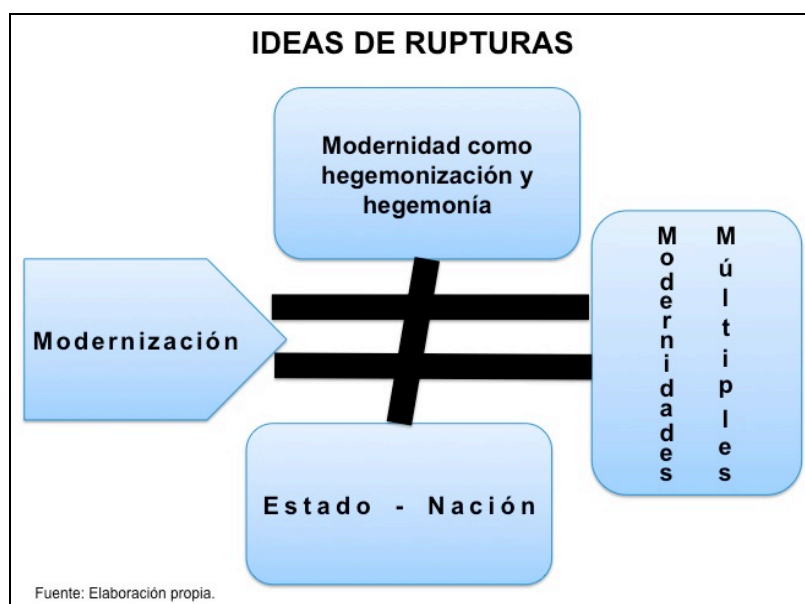 IDEAS DE RUPTURAS
Modernidad como
hegemonización y
hegemonía
Modernización
Modernidades
Múltiples
Estado - Nación
Fuente: Elaboración propia.